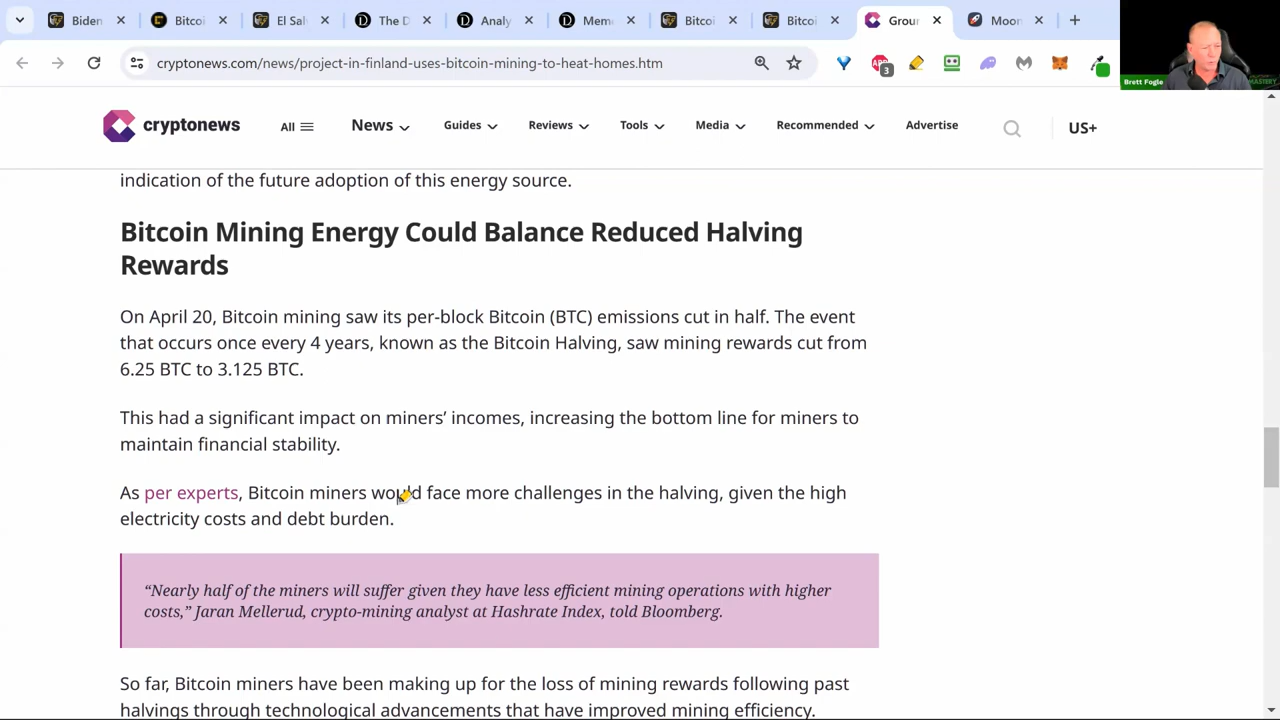 Biden
Bitcoi
El Salv
The D
Analy
Meme
Bitcoi
Bitcoi
Grour
Moon
cryptonews.com/news/project-in-finland-uses-bitcoin-mining-to-heat-homes.htm
3
Brett Fogle
MASTERY
cryptonews
All
News
Guides
Reviews
Tools
Media
Recommended
Advertise
US+
indication of the future adoption of this energy source.
Bitcoin Mining Energy Could Balance Reduced Halving
Rewards
On April 20, Bitcoin mining saw its per-block Bitcoin (BTC) emissions cut in half. The event
that occurs once every 4 years, known as the Bitcoin Halving, saw mining rewards cut from
6.25 BTC to 3.125 BTC.
This had a significant impact on miners’ incomes, increasing the bottom line for miners to
maintain financial stability.
As per experts, Bitcoin miners would face more challenges in the halving, given the high
electricity costs and debt burden.
“Nearly half of the miners will suffer given they have less efficient mining operations with higher
costs,” Jaran Mellerud, crypto-mining analyst at Hashrate Index, told Bloomberg.
So far, Bitcoin miners have been making up for the loss of mining rewards following past
halvings through technological advancements that have improved mining efficiency.